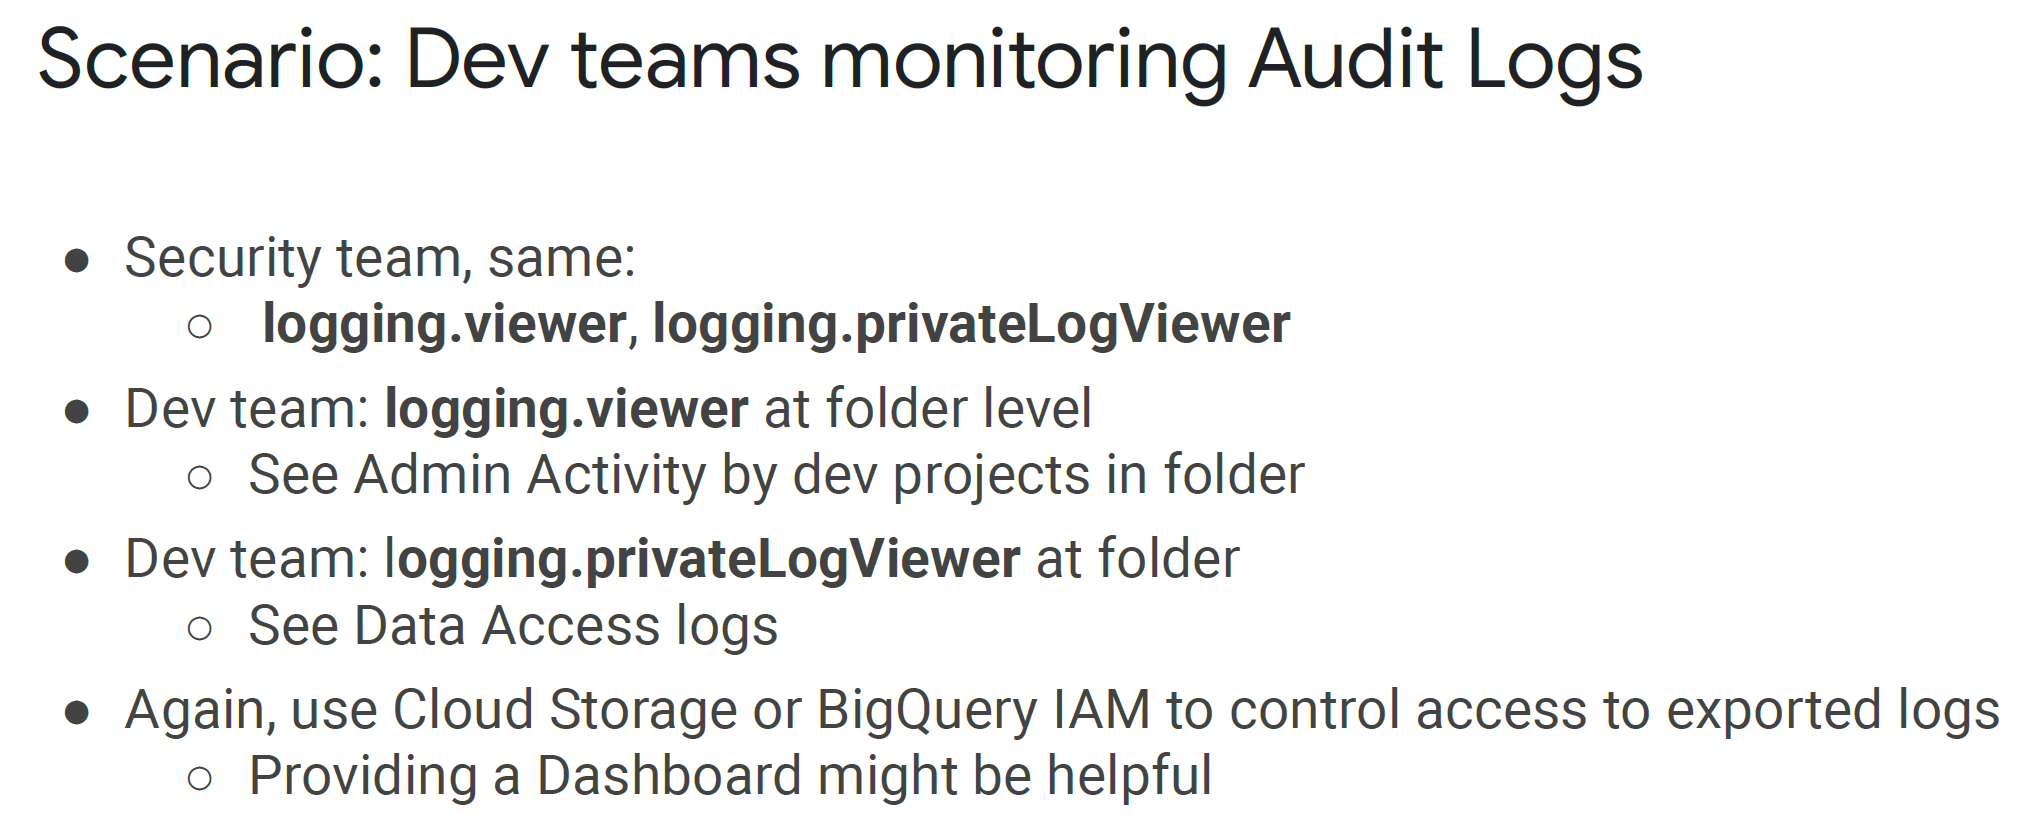 Scenario: Dev teams monitoring Audit Logs
● Security team, same:
○ logging.viewer, logging.privateLogViewer
● Dev team: logging.viewer at folder level
○ See Admin Activity by dev projects in folder
● Dev team: logging.privateLogViewer at folder
○ See Data Access logs
● Again, use Cloud Storage or BigQuery IAM to control access to exported logs
○ Providing a Dashboard might be helpful